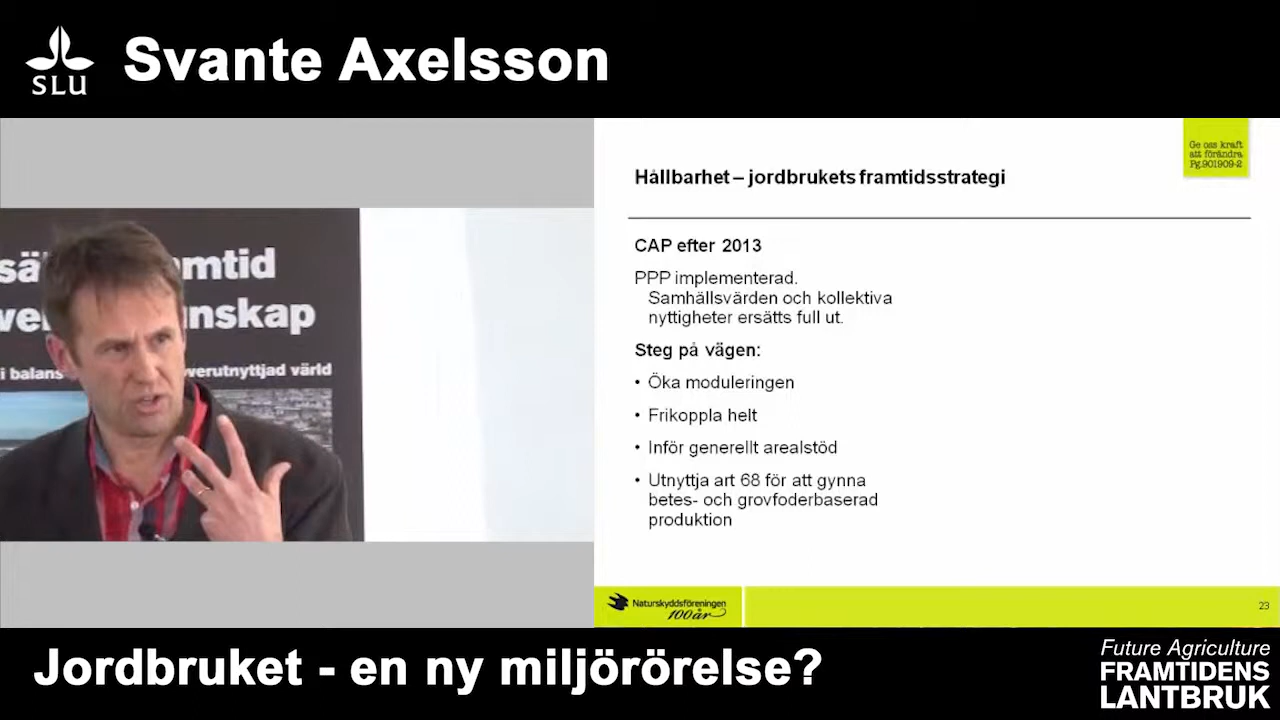 SLU
Svante Axelsson
Ge oss kraft
att förändra
Pg.901909-2
Hållbarhet – jordbrukets framtidsstrategi
CAP efter 2013
PPP implementerad.
Samhällsvärden och kollektiva
nyttigheter ersätts full ut.
Steg på vägen:
• Öka moduleringen
• Frikoppla helt
• Inför generellt arealstöd
• Utnyttja art 68 för att gynna
betes- och grovfoderbaserad
produktion
Naturskyddsföreningen
100 år
23
i balans
verutnyttjad värld
Jordbruket - en ny miljörörelse?
Future Agriculture
FRAMTIDENS
LANTBRUK